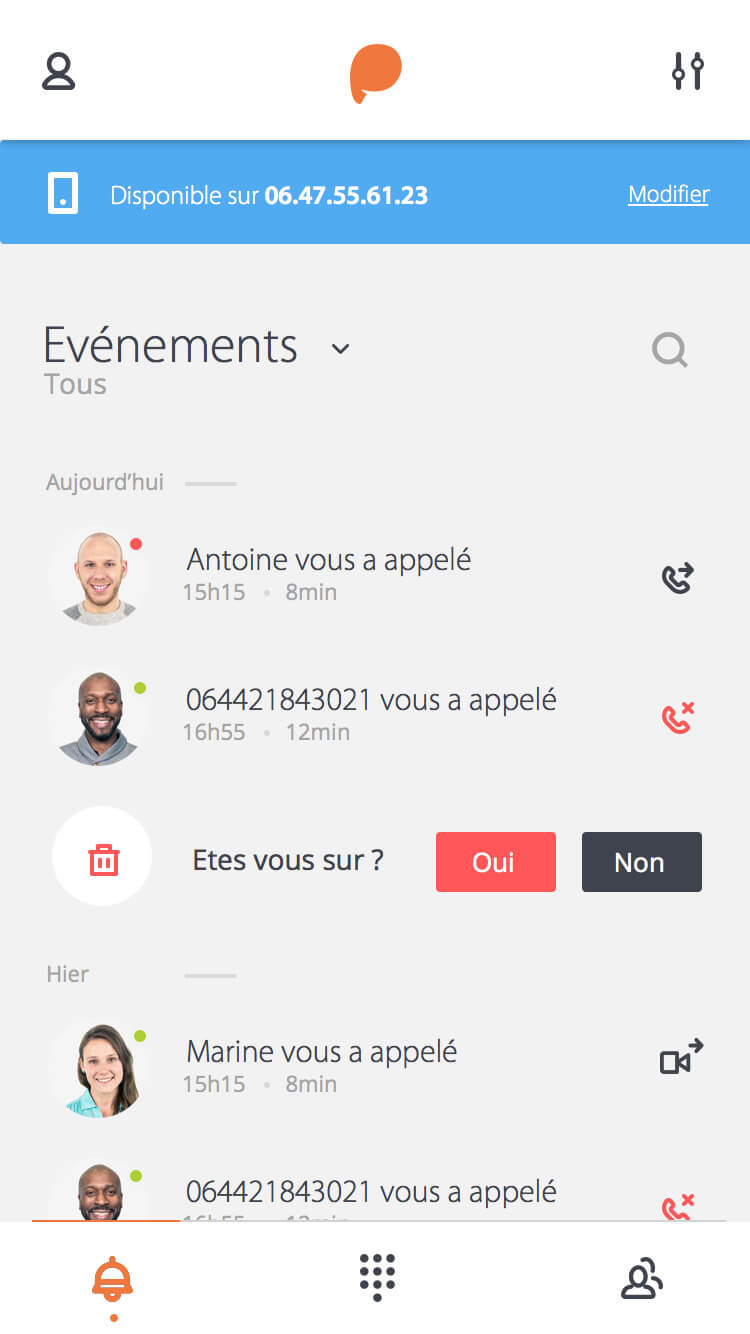 Disponible sur 06.47.55.61.23 Modifier
Evénements
Tous
Aujourd’hui
Antoine vous a appelé
15h15 • 8min
064421843021 vous a appelé
16h55 • 12min
Etes vous sur ? Oui Non
Hier
Marine vous a appelé
15h15 • 8min
064421843021 vous a appelé